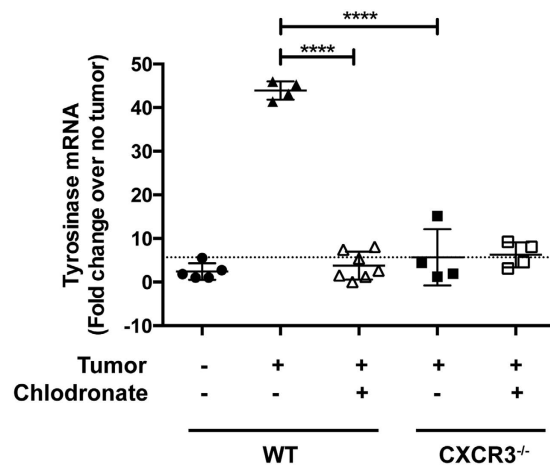 ****
****
Tyrosinase mRNA
(Fold change over no tumor)
50
40
30
20
10
0
-10
Tumor - + + + +
Chlodronate - - + - +
WT CXCR3-/-